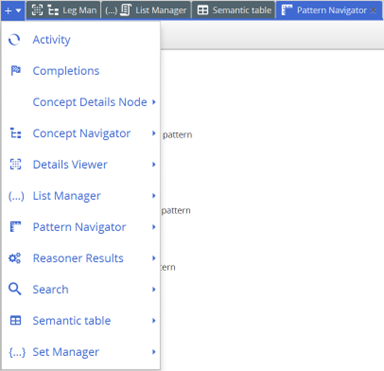 + Leg Man (...) List Manager Semantic table Pattern Navigator
Activity
Completions
Concept Details Node
Concept Navigator
pattern
Details Viewer
(...) List Manager
pattern
Pattern Navigator
Reasoner Results
tern
Search
Semantic table
{...} Set Manager